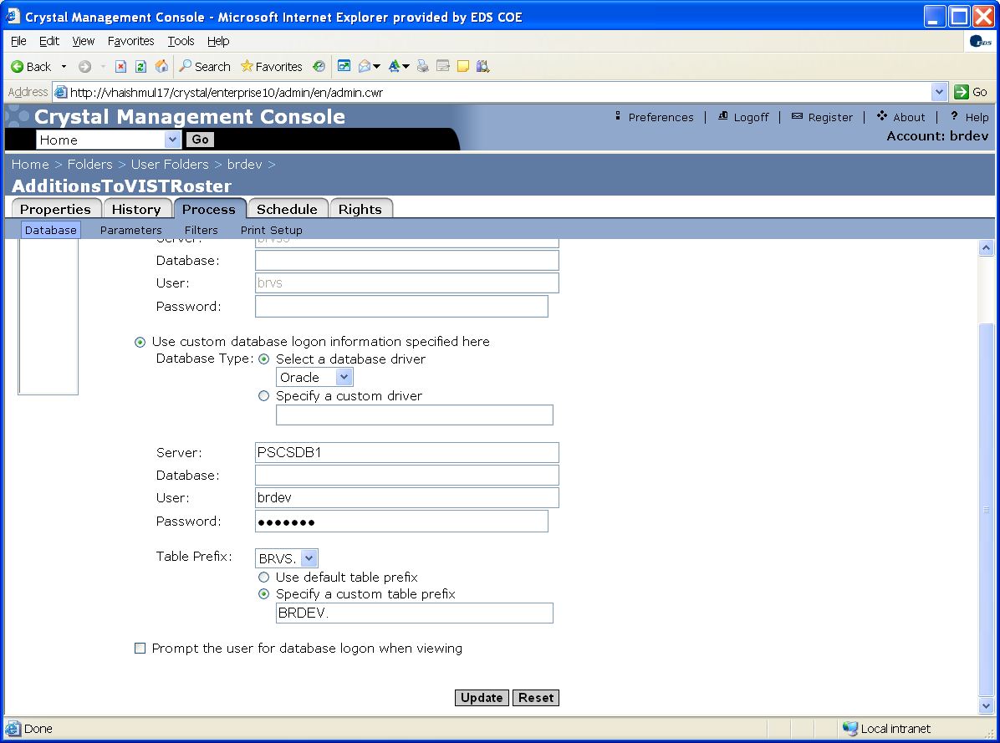 Crystal Management Console - Microsoft Internet Explorer provided by EDS COE
File Edit View Favorites Tools Help
EDS
Back Search Favorites
Address http://vhaishmul17/crystal/enterprise10/admin/en/admin.cwr Go
Crystal Management Console
Preferences | Logoff | Register | About | ? Help
Home Go
Account: brdev
Home > Folders > User Folders > brdev >
AdditionsToVISTRoster
Properties History Process Schedule Rights
Database Parameters Filters Print Setup
Server:
Database:
User: brvs
Password:
Use custom database logon information specified here
Database Type: Select a database driver
Oracle
Specify a custom driver
Server: PSCSDB1
Database:
User: brdev
Password: •••••••
Table Prefix: BRVS.
Use default table prefix
Specify a custom table prefix
BRDEV.
Prompt the user for database logon when viewing
Update Reset
Done Local intranet